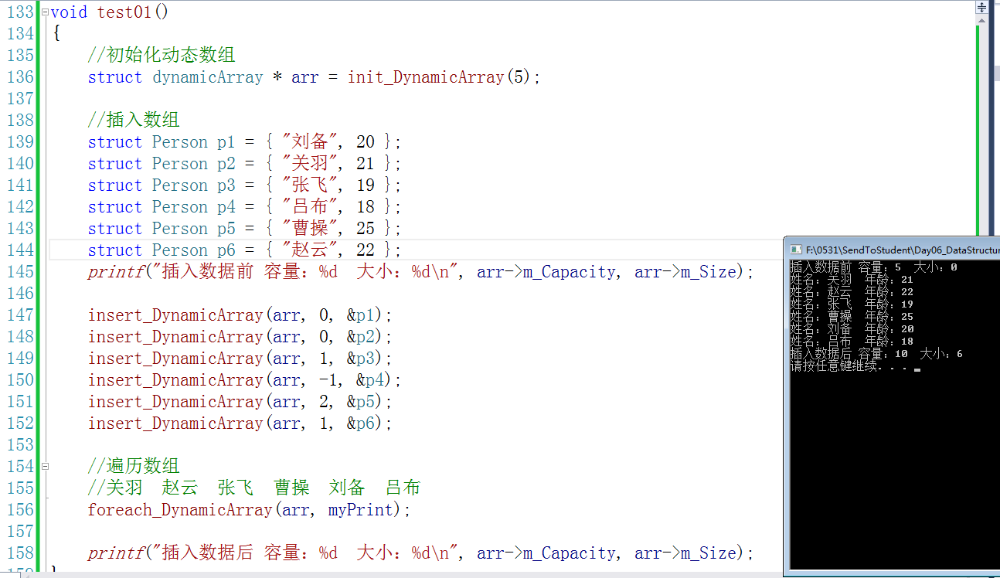 133 void test01()
134 {
135 //初始化动态数组
136 struct dynamicArray * arr = init_DynamicArray(5);
137
138 //插入数组
139 struct Person p1 = { "刘备", 20 };
140 struct Person p2 = { "关羽", 21 };
141 struct Person p3 = { "张飞", 19 };
142 struct Person p4 = { "吕布", 18 };
143 struct Person p5 = { "曹操", 25 };
144 struct Person p6 = { "赵云", 22 };
145 printf("插入数据前 容量：%d  大小：%d\n", arr->m_Capacity, arr->m_Size);
146
147 insert_DynamicArray(arr, 0, &p1);
148 insert_DynamicArray(arr, 0, &p2);
149 insert_DynamicArray(arr, 1, &p3);
150 insert_DynamicArray(arr, -1, &p4);
151 insert_DynamicArray(arr, 2, &p5);
152 insert_DynamicArray(arr, 1, &p6);
153
154 //遍历数组
155 //关羽  赵云  张飞  曹操  刘备  吕布
156 foreach_DynamicArray(arr, myPrint);
157
158 printf("插入数据后 容量：%d  大小：%d\n", arr->m_Capacity, arr->m_Size);
F:\0531\SendToStudent\Day06_DataStructur
插入数据前 容量：5  大小：0
姓名：关羽  年龄：21
姓名：赵云  年龄：22
姓名：张飞  年龄：19
姓名：曹操  年龄：25
姓名：刘备  年龄：20
姓名：吕布  年龄：18
插入数据后 容量：10  大小：6
请按任意键继续. . .